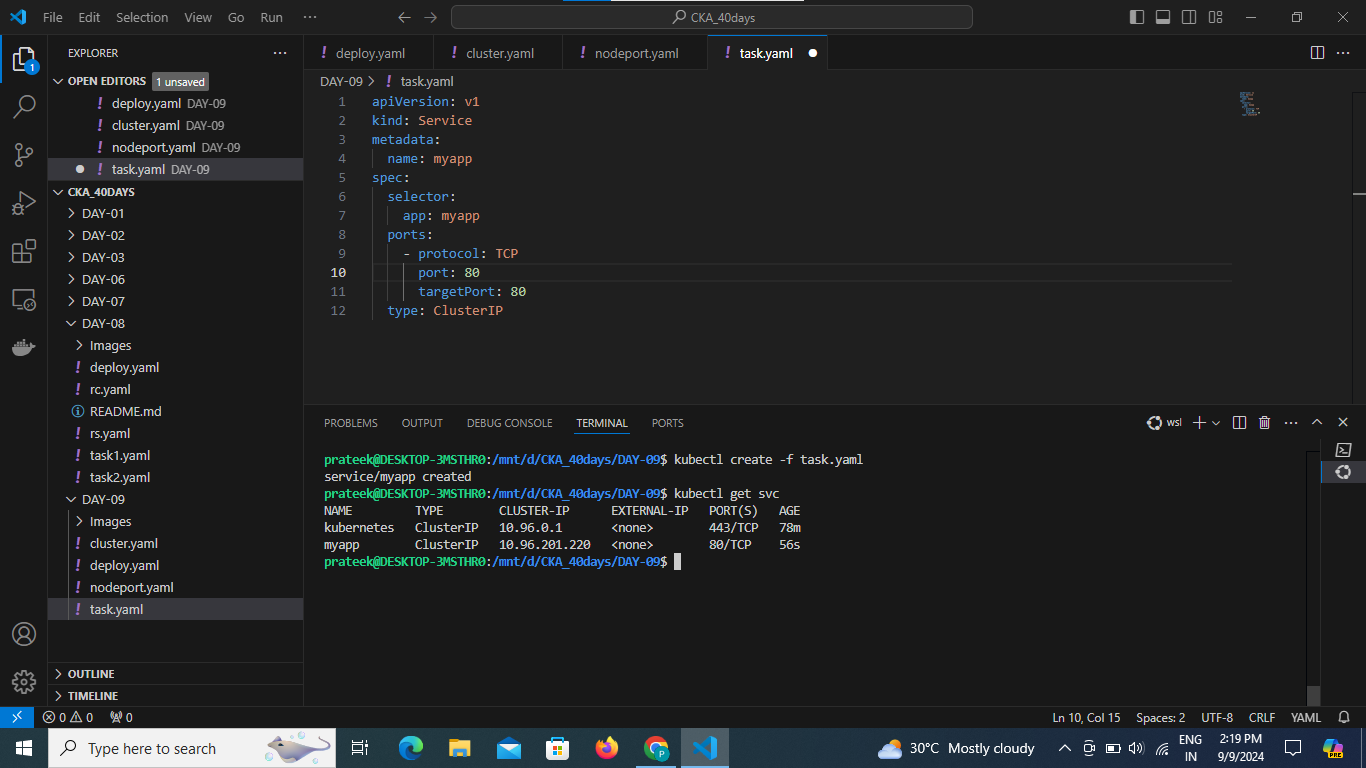 File Edit Selection View Go Run ··· CKA_40days
EXPLORER ···
OPEN EDITORS 1 unsaved
! deploy.yaml DAY-09
! cluster.yaml DAY-09
! nodeport.yaml DAY-09
● ! task.yaml DAY-09
CKA_40DAYS
DAY-01
DAY-02
DAY-03
DAY-06
DAY-07
DAY-08
Images
! deploy.yaml
! rc.yaml
README.md
! rs.yaml
! task1.yaml
! task2.yaml
DAY-09
Images
! cluster.yaml
! deploy.yaml
! nodeport.yaml
! task.yaml
OUTLINE
TIMELINE
1
! deploy.yaml ! cluster.yaml ! nodeport.yaml ! task.yaml ●
DAY-09 > ! task.yaml
1 apiVersion: v1
2 kind: Service
3 metadata:
4   name: myapp
5 spec:
6   selector:
7     app: myapp
8   ports:
9     - protocol: TCP
10       port: 80
11       targetPort: 80
12   type: ClusterIP
PROBLEMS OUTPUT DEBUG CONSOLE TERMINAL PORTS wsl
prateek@DESKTOP-3MSTHR0:/mnt/d/CKA_40days/DAY-09$ kubectl create -f task.yaml
service/myapp created
prateek@DESKTOP-3MSTHR0:/mnt/d/CKA_40days/DAY-09$ kubectl get svc
NAME TYPE CLUSTER-IP EXTERNAL-IP PORT(S) AGE
kubernetes ClusterIP 10.96.0.1 <none> 443/TCP 78m
myapp ClusterIP 10.96.201.220 <none> 80/TCP 56s
prateek@DESKTOP-3MSTHR0:/mnt/d/CKA_40days/DAY-09$
0 0 0 Ln 10, Col 15 Spaces: 2 UTF-8 CRLF YAML
Type here to search 30°C Mostly cloudy ENG 2:19 PM
IN 9/9/2024
PRE